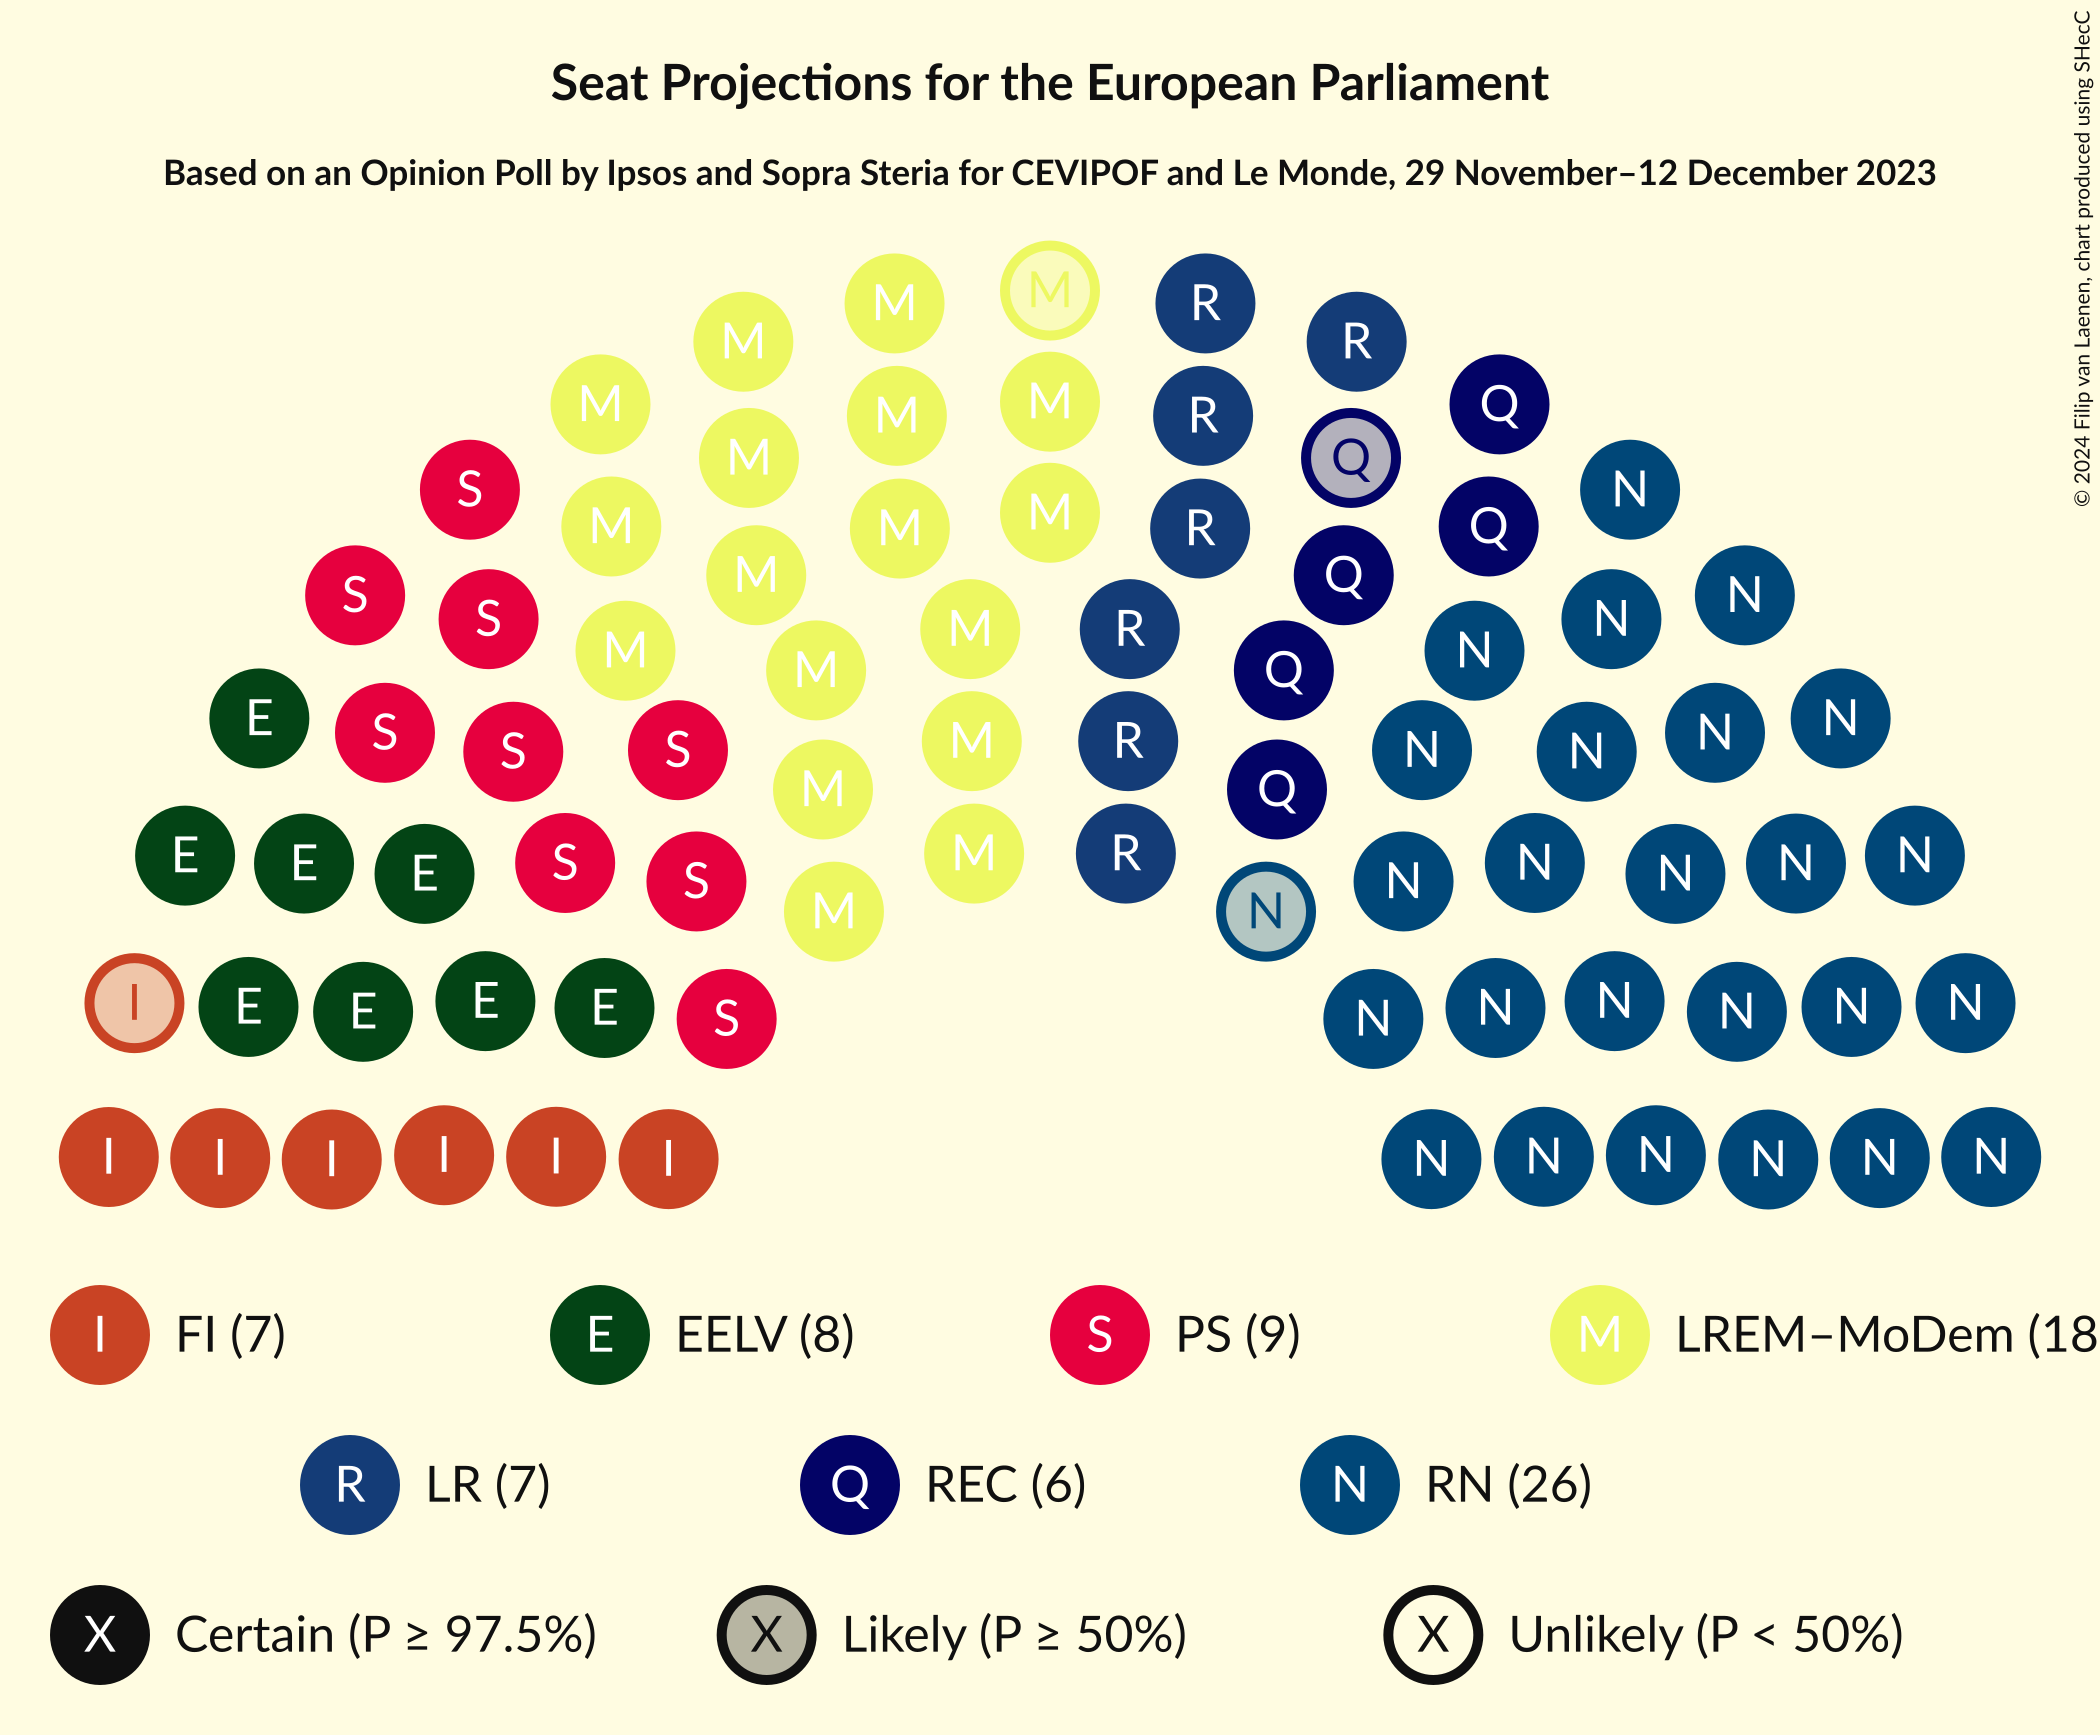 Seat Projections for the European Parliament
Based on an Opinion Poll by Ipsos and Sopra Steria for CEVIPOF and Le Monde, 29 November–12 December 2023
© 2024 Filip van Laenen, chart produced using SHecC
M
M M R R
M M Q
M M R
M Q
S M R
M M Q N
M Q
M Q
S S M R N N
M N
M Q
E S S S M R N N N N
M Q
E E E S S M R N N N N N
M N
I E E E E S N N N N N N
I I I I I I N N N N N N
I FI (7) E EELV (8) S PS (9) M LREM–MoDem (18
R LR (7) Q REC (6) N RN (26)
X Certain (P ≥ 97.5%) X Likely (P ≥ 50%) X Unlikely (P < 50%)